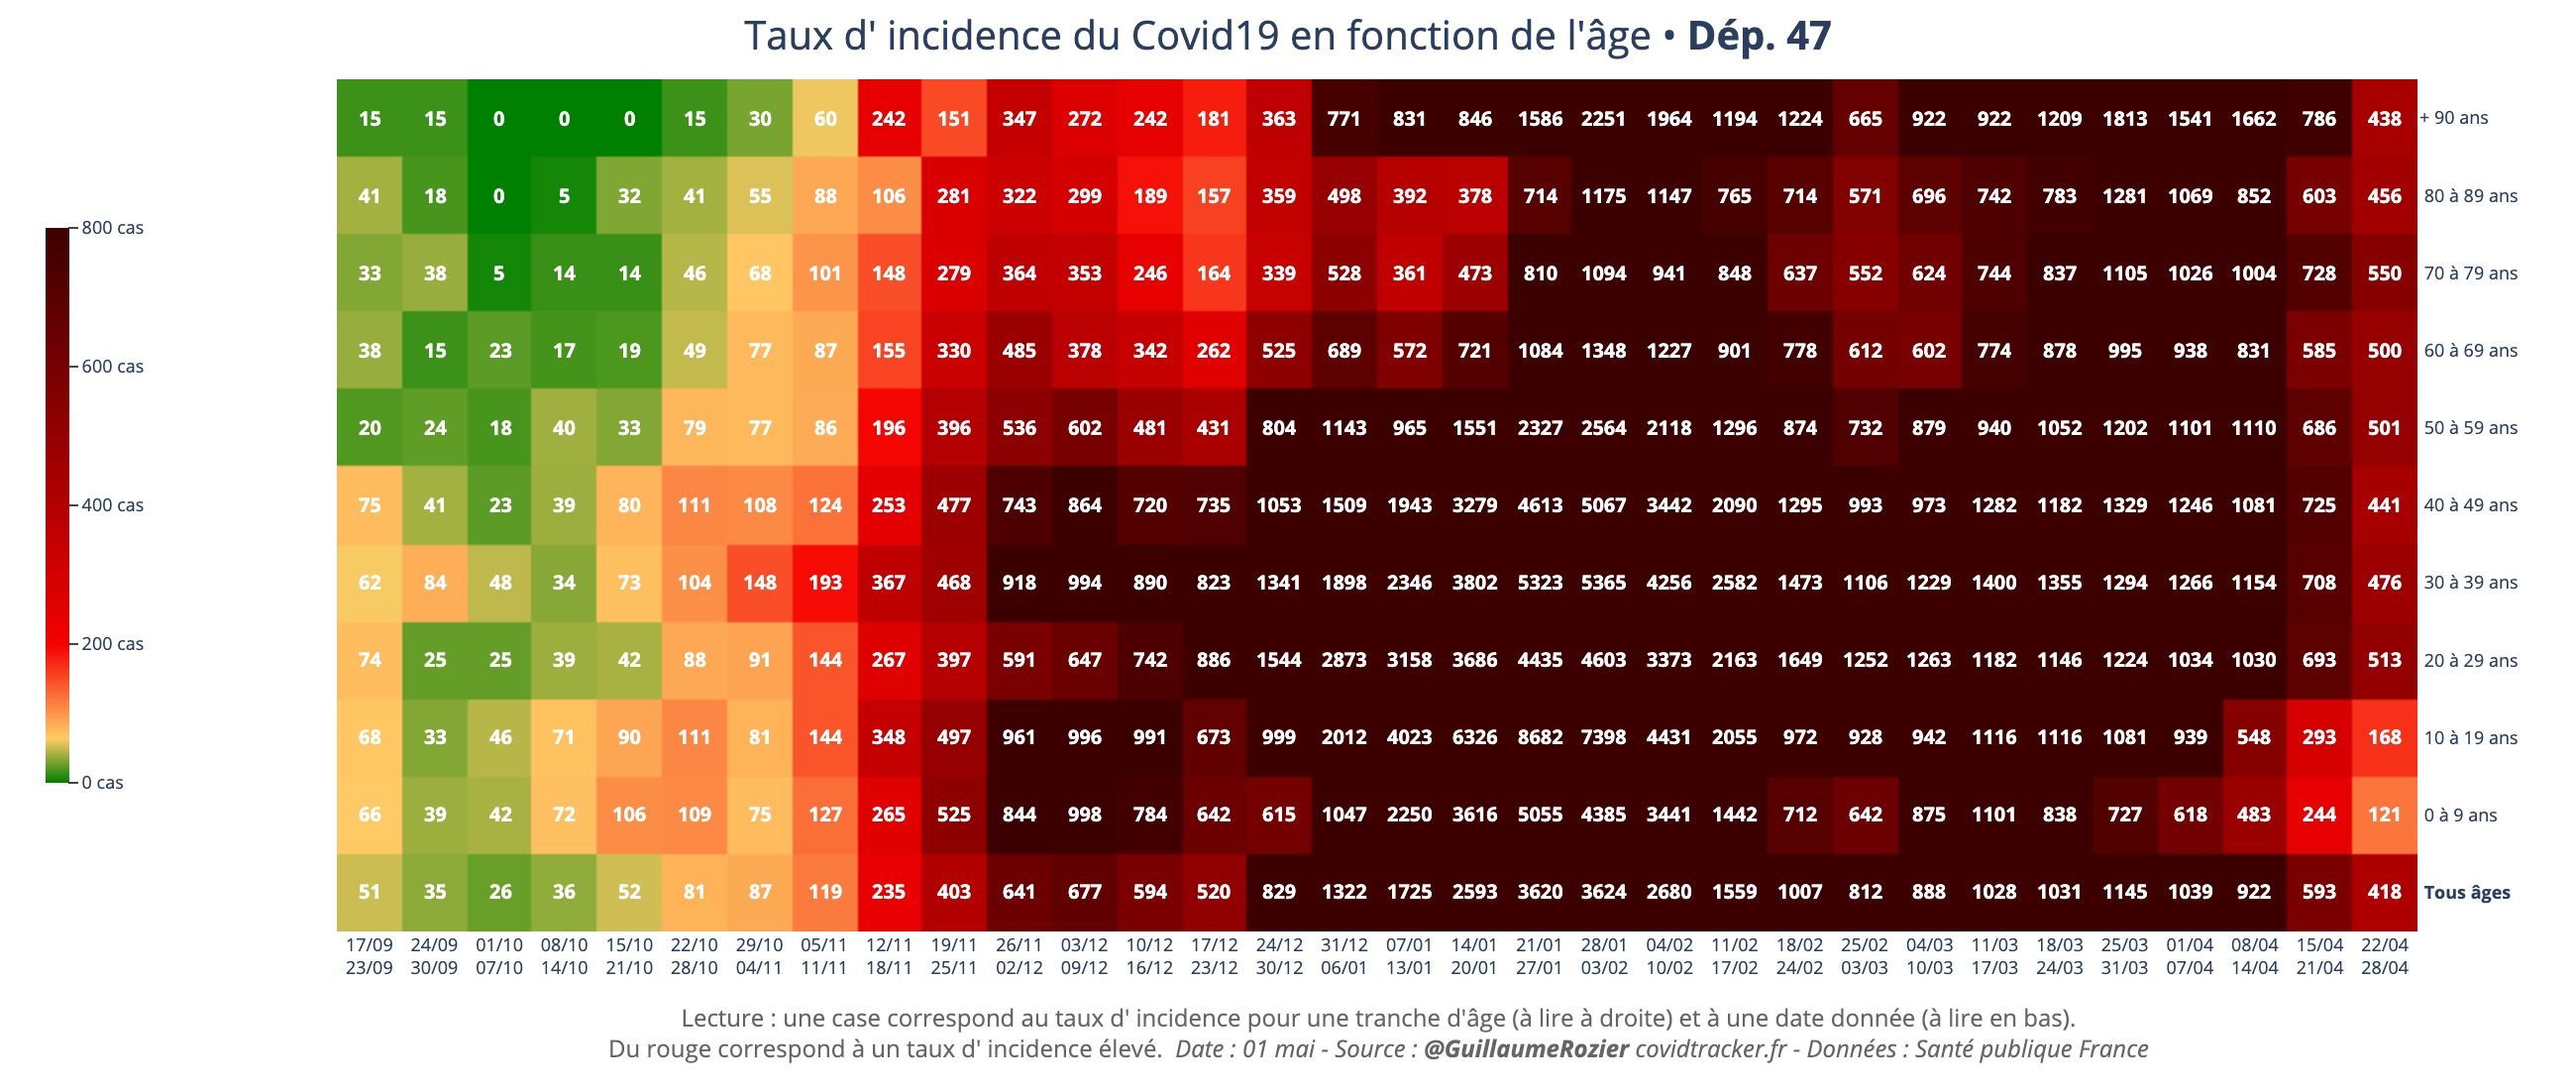 Taux d' incidence du Covid19 en fonction de l'âge • Dép. 47
800 cas
600 cas
400 cas
200 cas
0 cas
15 15 0 0 0 15 30 60 242 151 347 272 242 181 363 771 831 846 1586 2251 1964 1194 1224 665 922 922 1209 1813 1541 1662 786 438 + 90 ans
41 18 0 5 32 41 55 88 106 281 322 299 189 157 359 498 392 378 714 1175 1147 765 714 571 696 742 783 1281 1069 852 603 456 80 à 89 ans
33 38 5 14 14 46 68 101 148 279 364 353 246 164 339 528 361 473 810 1094 941 848 637 552 624 744 837 1105 1026 1004 728 550 70 à 79 ans
38 15 23 17 19 49 77 87 155 330 485 378 342 262 525 689 572 721 1084 1348 1227 901 778 612 602 774 878 995 938 831 585 500 60 à 69 ans
20 24 18 40 33 79 77 86 196 396 536 602 481 431 804 1143 965 1551 2327 2564 2118 1296 874 732 879 940 1052 1202 1101 1110 686 501 50 à 59 ans
75 41 23 39 80 111 108 124 253 477 743 864 720 735 1053 1509 1943 3279 4613 5067 3442 2090 1295 993 973 1282 1182 1329 1246 1081 725 441 40 à 49 ans
62 84 48 34 73 104 148 193 367 468 918 994 890 823 1341 1898 2346 3802 5323 5365 4256 2582 1473 1106 1229 1400 1355 1294 1266 1154 708 476 30 à 39 ans
74 25 25 39 42 88 91 144 267 397 591 647 742 886 1544 2873 3158 3686 4435 4603 3373 2163 1649 1252 1263 1182 1146 1224 1034 1030 693 513 20 à 29 ans
68 33 46 71 90 111 81 144 348 497 961 996 991 673 999 2012 4023 6326 8682 7398 4431 2055 972 928 942 1116 1116 1081 939 548 293 168 10 à 19 ans
66 39 42 72 106 109 75 127 265 525 844 998 784 642 615 1047 2250 3616 5055 4385 3441 1442 712 642 875 1101 838 727 618 483 244 121 0 à 9 ans
51 35 26 36 52 81 87 119 235 403 641 677 594 520 829 1322 1725 2593 3620 3624 2680 1559 1007 812 888 1028 1031 1145 1039 922 593 418 Tous âges
17/09 24/09 01/10 08/10 15/10 22/10 29/10 05/11 12/11 19/11 26/11 03/12 10/12 17/12 24/12 31/12 07/01 14/01 21/01 28/01 04/02 11/02 18/02 25/02 04/03 11/03 18/03 25/03 01/04 08/04 15/04 22/04
23/09 30/09 07/10 14/10 21/10 28/10 04/11 11/11 18/11 25/11 02/12 09/12 16/12 23/12 30/12 06/01 13/01 20/01 27/01 03/02 10/02 17/02 24/02 03/03 10/03 17/03 24/03 31/03 07/04 14/04 21/04 28/04
Lecture : une case correspond au taux d' incidence pour une tranche d'âge (à lire à droite) et à une date donnée (à lire en bas).
Du rouge correspond à un taux d' incidence élevé. Date : 01 mai - Source : @GuillaumeRozier covidtracker.fr - Données : Santé publique France